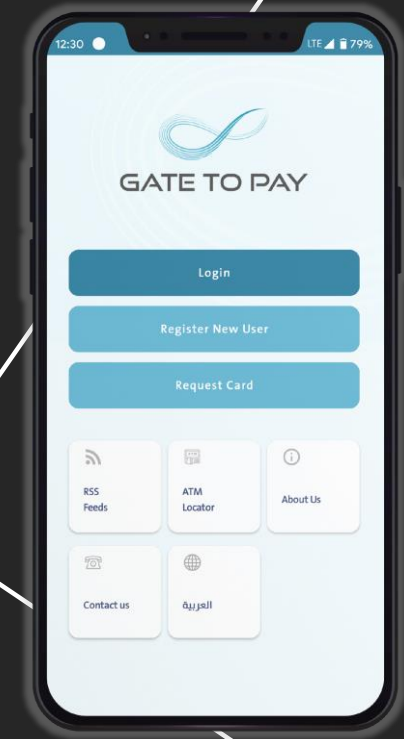 12:30
LTE 79%
GATE TO PAY
Login
Register New User
Request Card
RSS
Feeds
ATM
Locator
About Us
Contact us
العربية